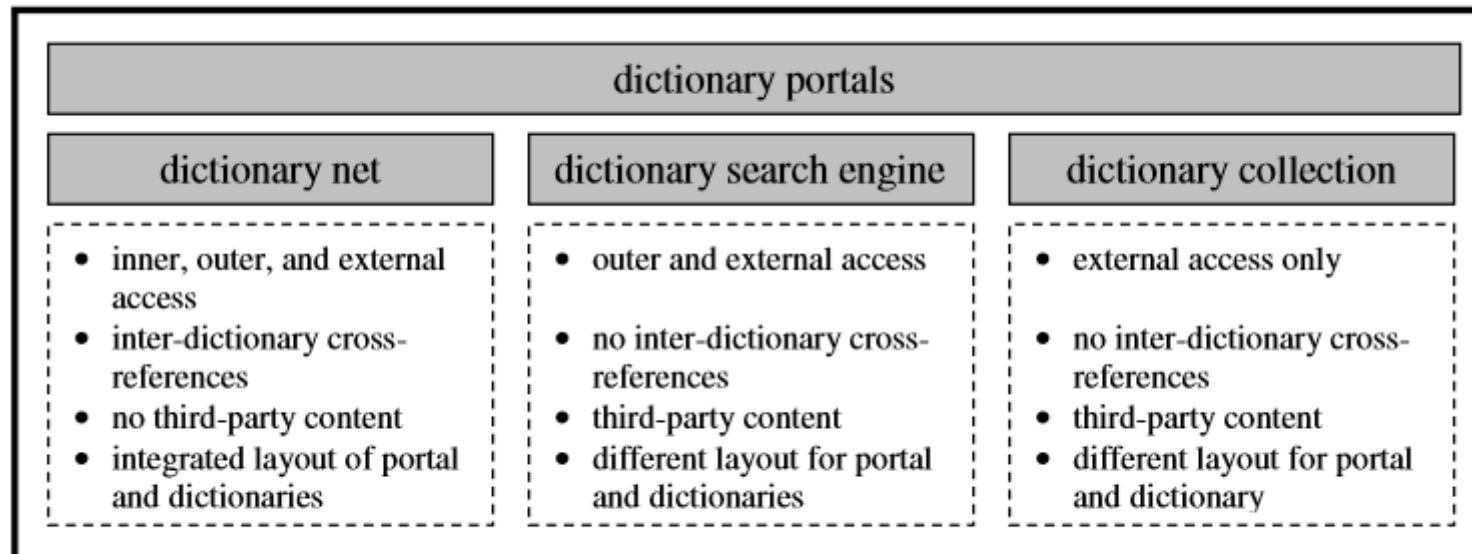 dictionary portals
dictionary net
• inner, outer, and external
access
• inter-dictionary cross-
references
• no third-party content
• integrated layout of portal
and dictionaries
dictionary search engine
• outer and external access
• no inter-dictionary cross-
references
• third-party content
• different layout for portal
and dictionaries
dictionary collection
• external access only
• no inter-dictionary cross-
references
• third-party content
• different layout for portal
and dictionary